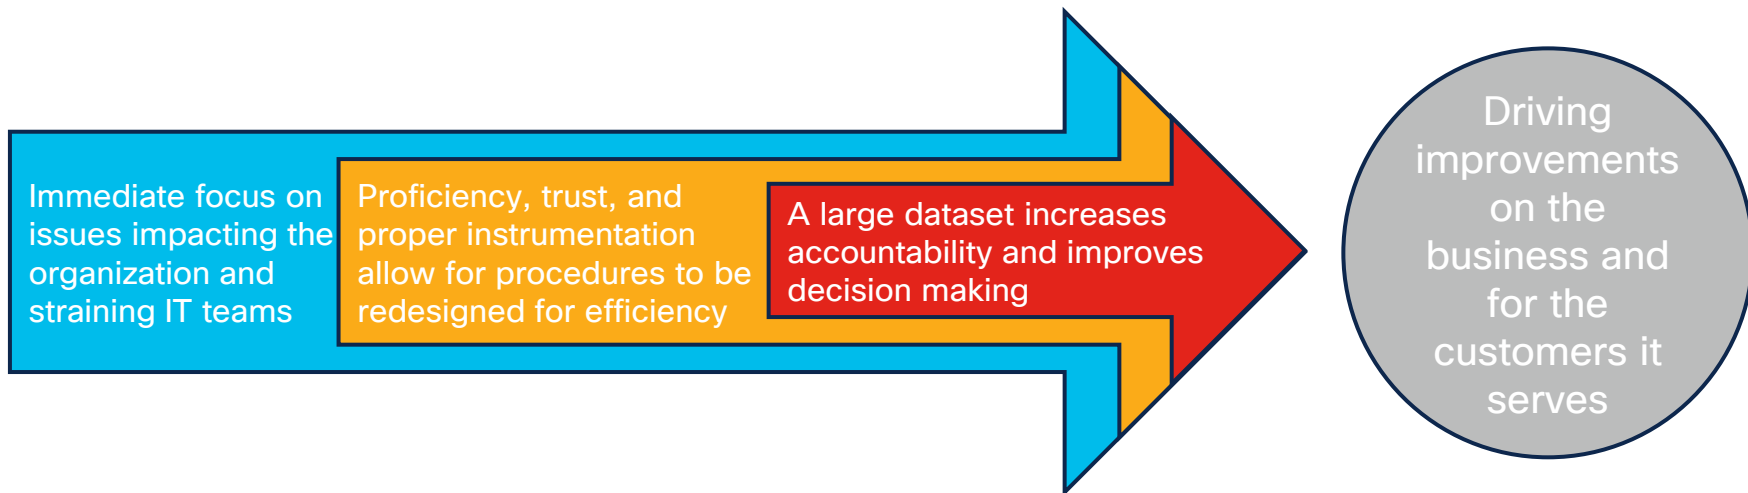 Immediate focus on
issues impacting the
organization and
straining IT teams
Proficiency, trust, and
proper instrumentation
allow for procedures to be
redesigned for efficiency
A large dataset increases
accountability and improves
decision making
Driving
improvements
on the
business and
for the
customers it
serves